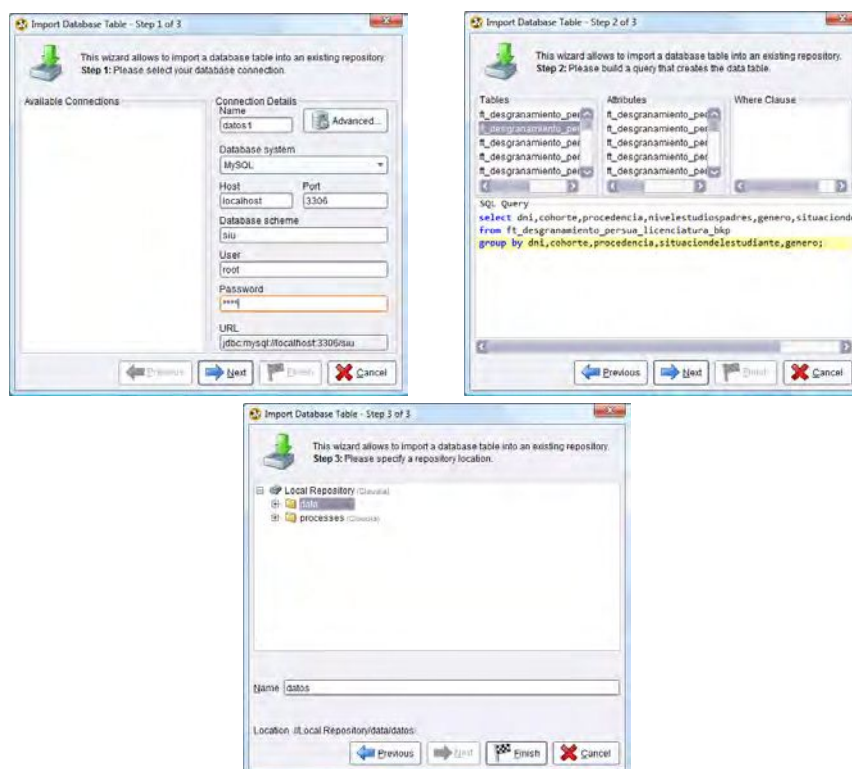 Import Database Table - Step 1 of 3
This wizard allows to import a database table into an existing repository.
Step 1: Please select your database connection.
Available Connections
Connection Details
Name
datos1
Advanced...
Database system
MySQL
Host
Port
localhost
3306
Database scheme
siu
User
root
Password
****
URL
jdbc:mysql://localhost:3306/siu
Previous
Next
Finish
Cancel
Import Database Table - Step 2 of 3
This wizard allows to import a database table into an existing repository.
Step 2: Please build a query that creates the data table.
Tables
Attributes
Where Clause
ft_desgranamiento_per
ft_desgranamiento_per
ft_desgranamiento_per
ft_desgranamiento_per
ft_desgranamiento_per
ft_desgranamiento_per
ft_desgranamiento_per
ft_desgranamiento_per
ft_desgranamiento_per
ft_desgranamiento_per
SQL Query
select dni,cohorte,procedencia,nivelestudiospadres,genero,situacionde
from ft_desgranamiento_persua_licenciatura_bkp
group by dni,cohorte,procedencia,situaciondelestudiante,genero;
Previous
Next
Finish
Cancel
Import Database Table - Step 3 of 3
This wizard allows to import a database table into an existing repository.
Step 3: Please specify a repository location.
Local Repository (Claudia)
data
processes (Claudia)
Name datos
Location //Local Repository/data/datos
Previous
Next
Finish
Cancel